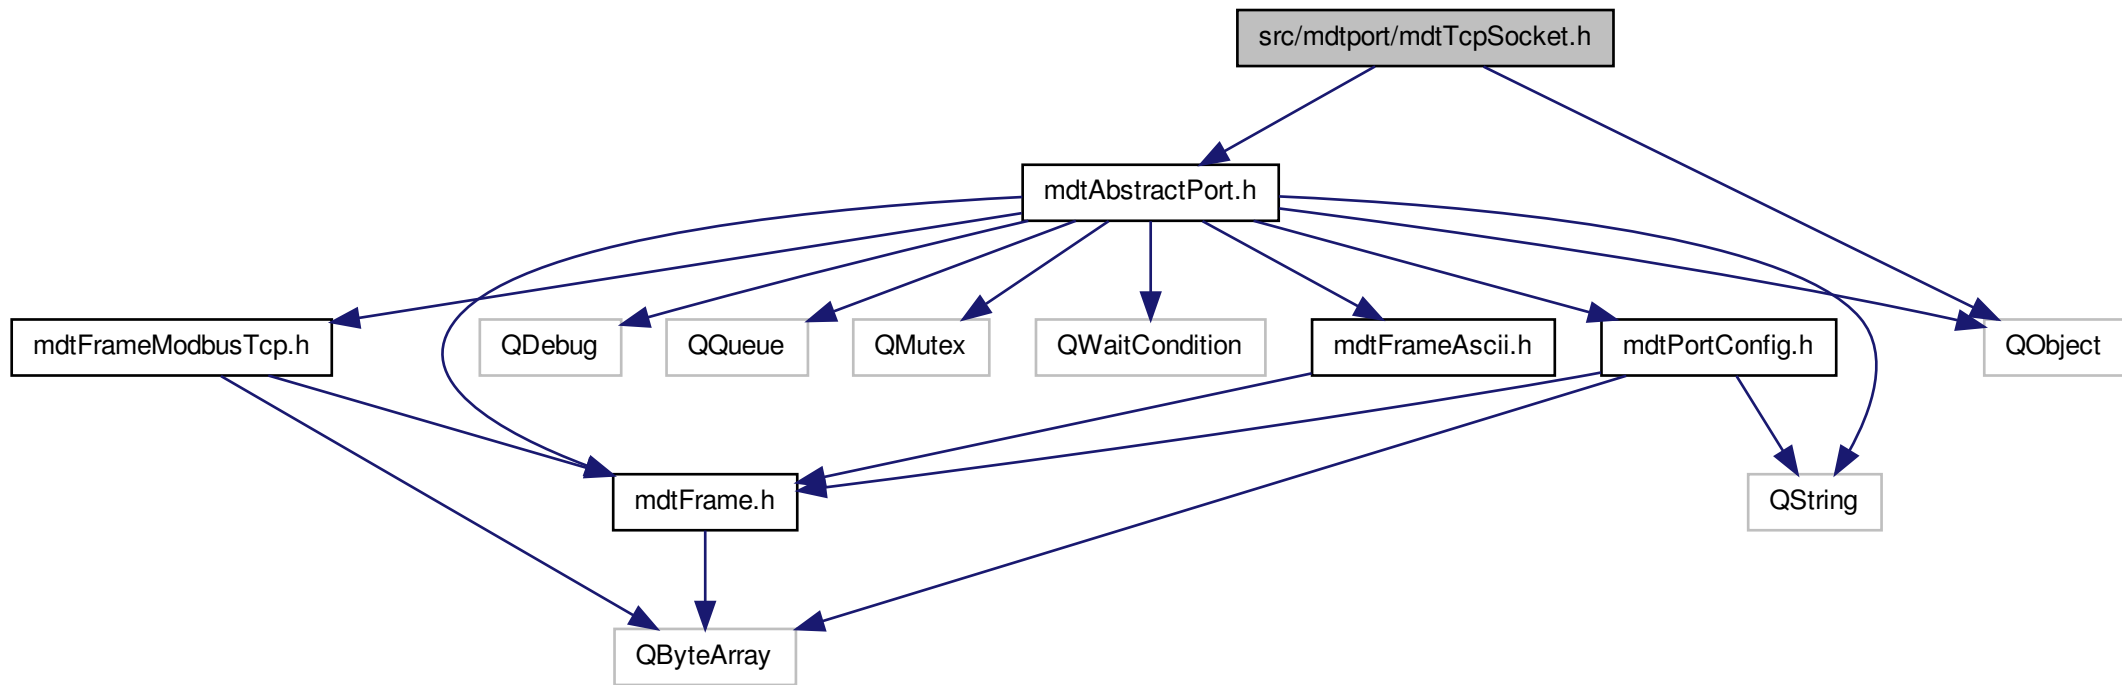 src/mdtport/mdtTcpSocket.h
mdtAbstractPort.h
mdtFrameModbusTcp.h
QDebug
QQueue
QMutex
QWaitCondition
mdtFrameAscii.h
mdtPortConfig.h
QObject
mdtFrame.h
QString
QByteArray